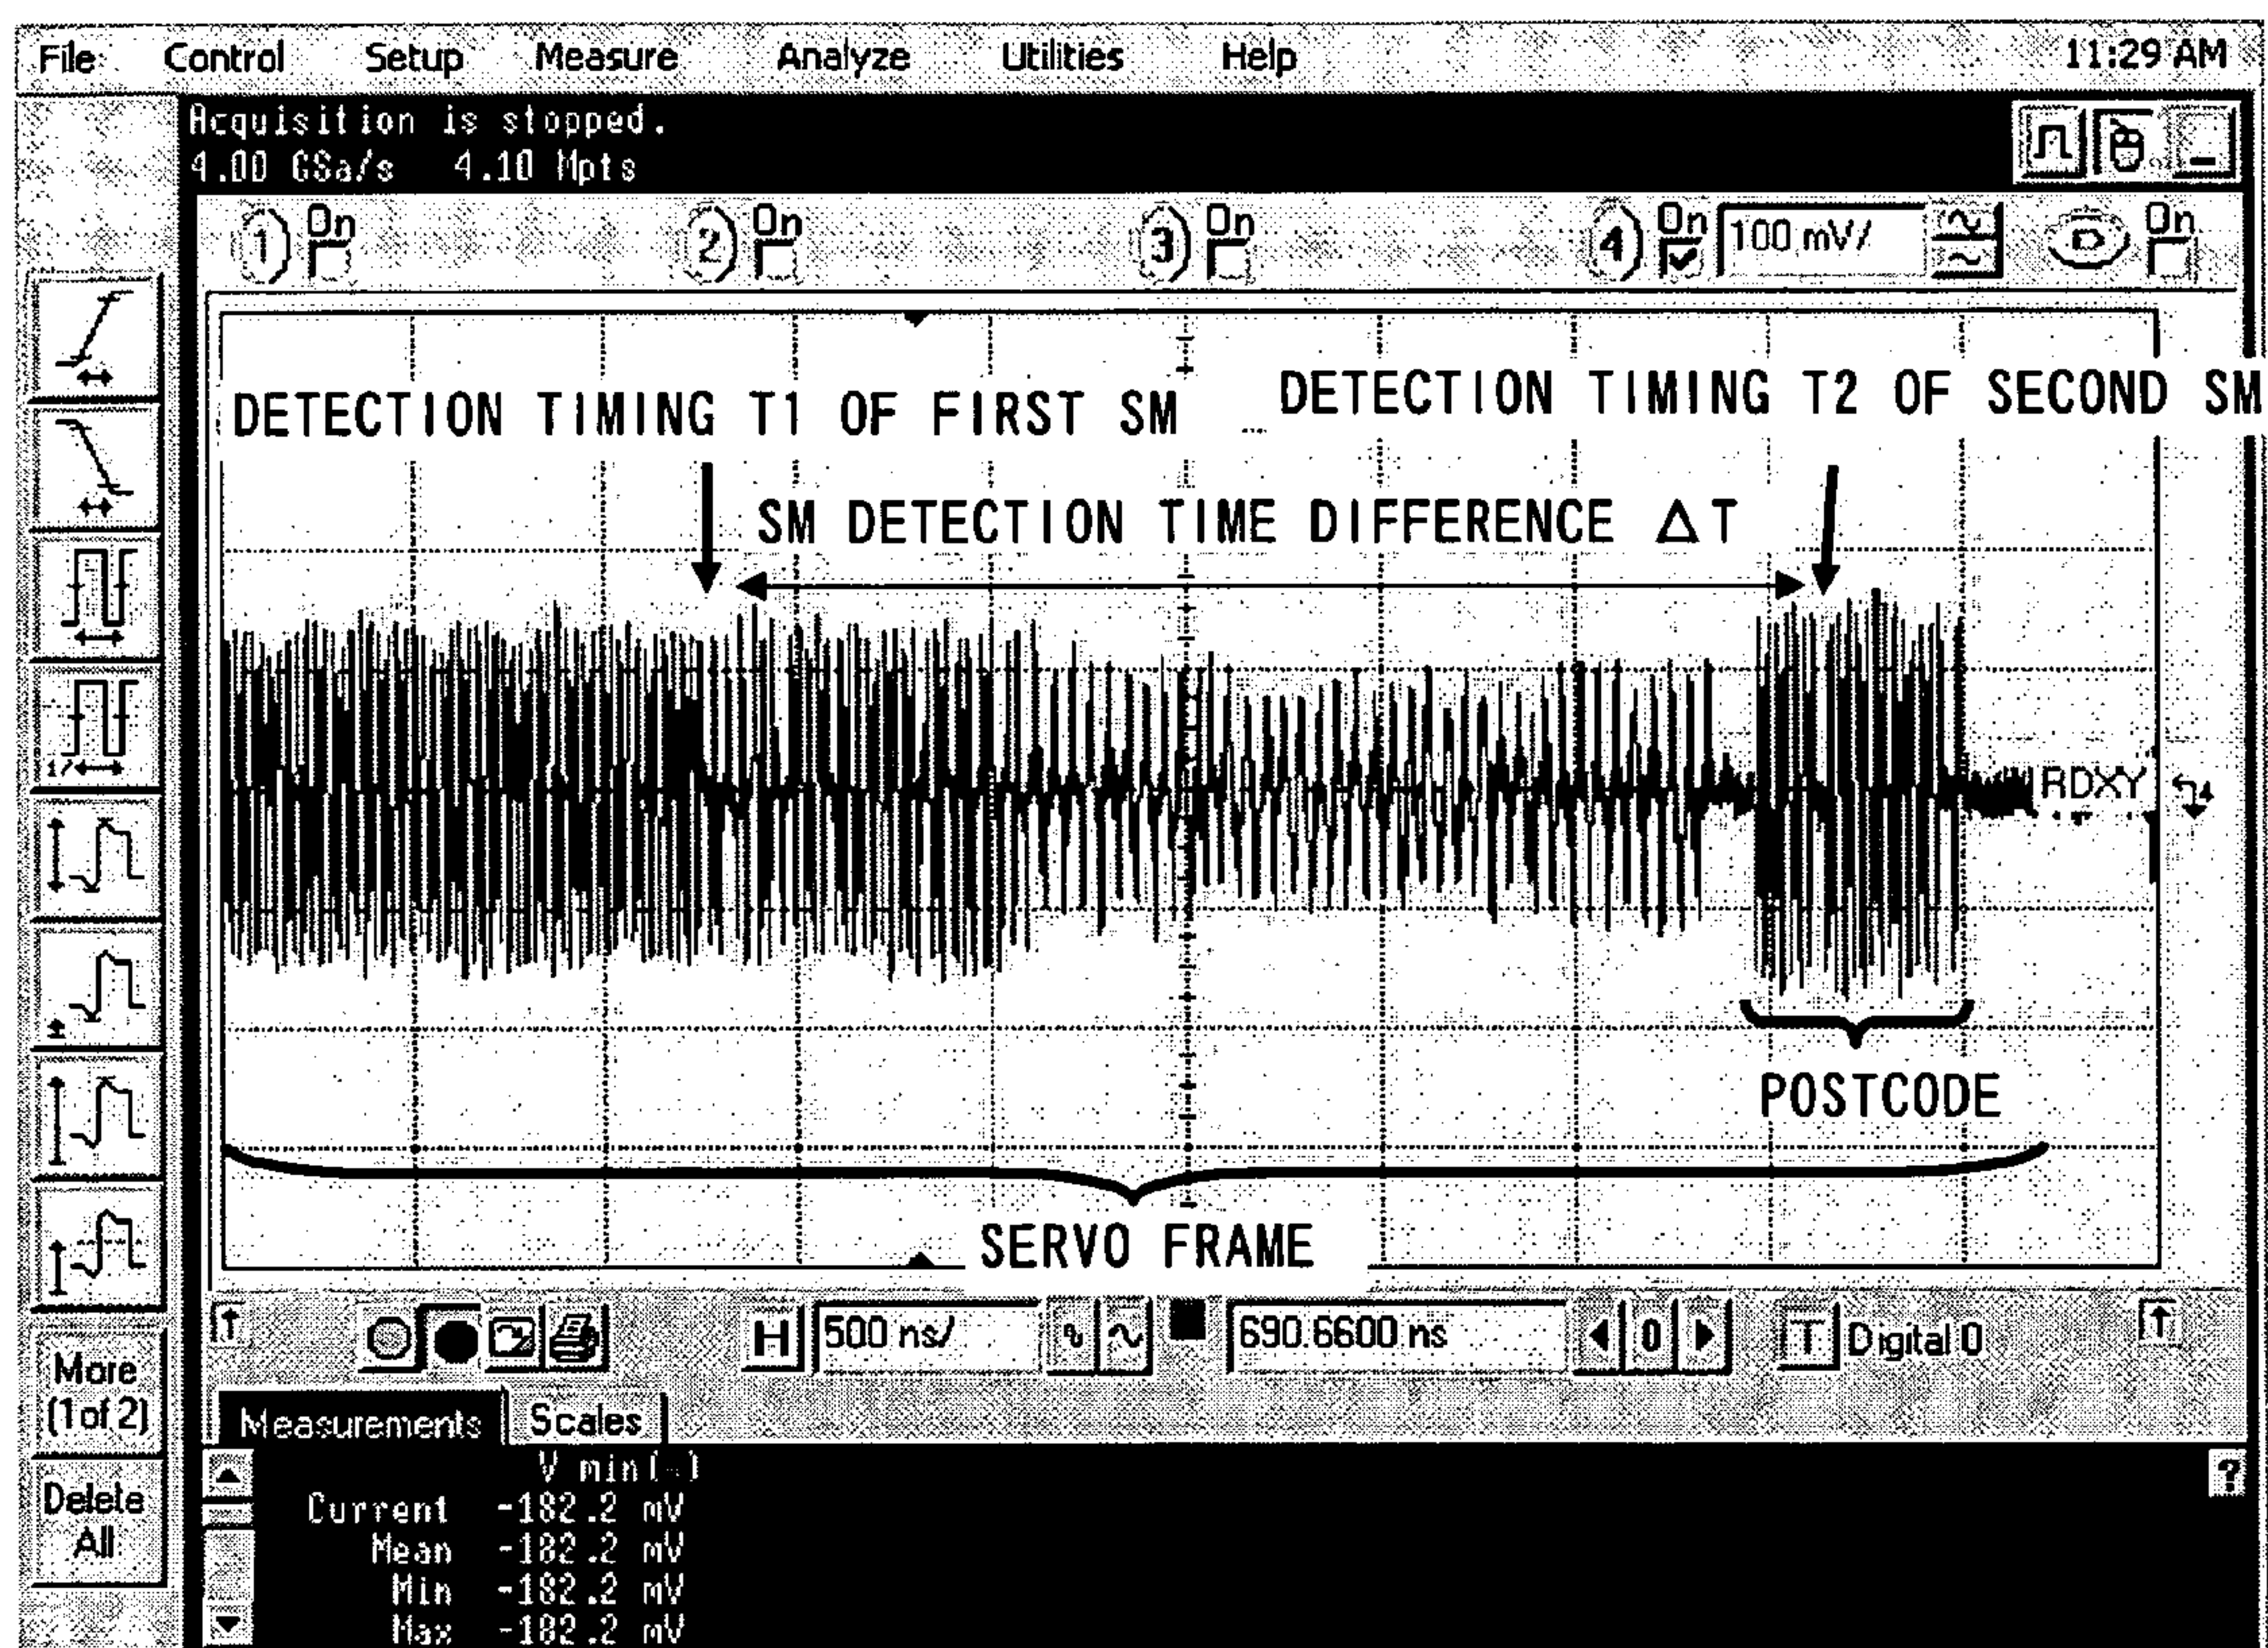 File Control Setup Measure Analyze Utilities Help 11:29 AM
Acquisition is stopped.
4.00 GSa/s 4.10 Mpts
1 On 2 On 3 On 4 On 100 mV/ D On
DETECTION TIMING T1 OF FIRST SM
DETECTION TIMING T2 OF SECOND SM
SM DETECTION TIME DIFFERENCE ΔT
RDXY
4
POSTCODE
SERVO FRAME
H 500 ns/ 690.6600 ns 0 T Digital 0
More
(1of 2)
Delete
All
Measurements Scales
V min(~)
Current -182.2 mV
Mean -182.2 mV
Min -182.2 mV
Max -182.2 mV
?